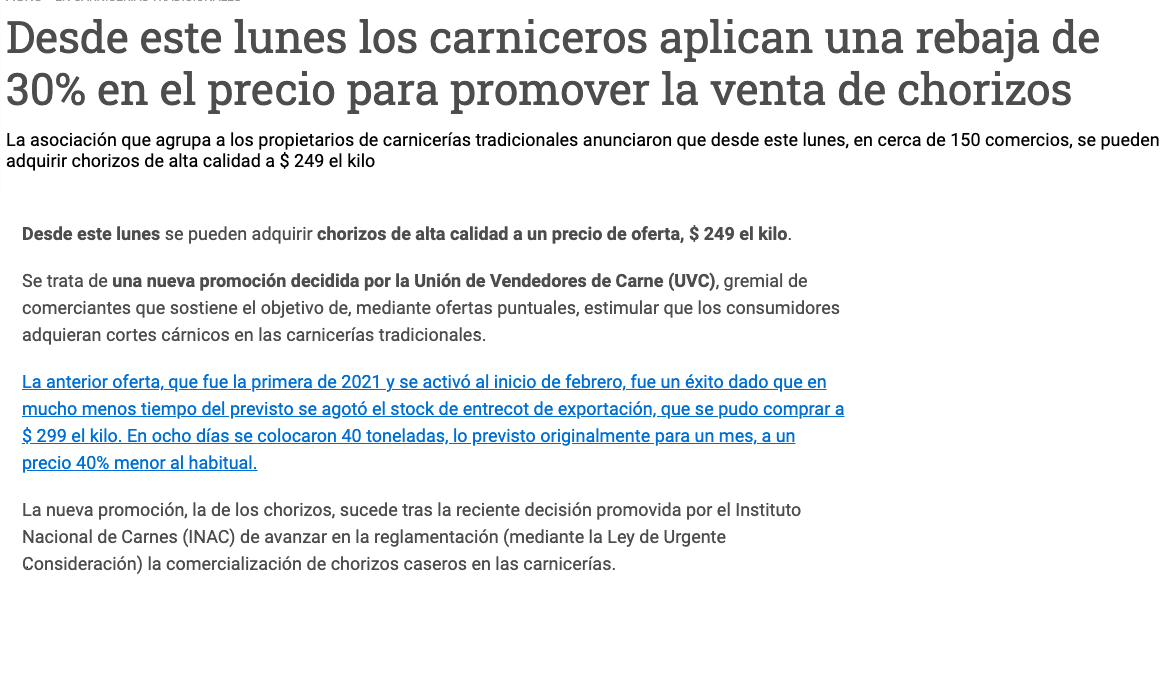 Desde este lunes los carniceros aplican una rebaja de
30% en el precio para promover la venta de chorizos
La asociación que agrupa a los propietarios de carnicerías tradicionales anunciaron que desde este lunes, en cerca de 150 comercios, se pueden
adquirir chorizos de alta calidad a $ 249 el kilo
Desde este lunes se pueden adquirir chorizos de alta calidad a un precio de oferta, $ 249 el kilo.
Se trata de una nueva promoción decidida por la Unión de Vendedores de Carne (UVC), gremial de
comerciantes que sostiene el objetivo de, mediante ofertas puntuales, estimular que los consumidores
adquieran cortes cárnicos en las carnicerías tradicionales.
La anterior oferta, que fue la primera de 2021 y se activó al inicio de febrero, fue un éxito dado que en
mucho menos tiempo del previsto se agotó el stock de entrecot de exportación, que se pudo comprar a
$ 299 el kilo. En ocho días se colocaron 40 toneladas, lo previsto originalmente para un mes, a un
precio 40% menor al habitual.
La nueva promoción, la de los chorizos, sucede tras la reciente decisión promovida por el Instituto
Nacional de Carnes (INAC) de avanzar en la reglamentación (mediante la Ley de Urgente
Consideración) la comercialización de chorizos caseros en las carnicerías.